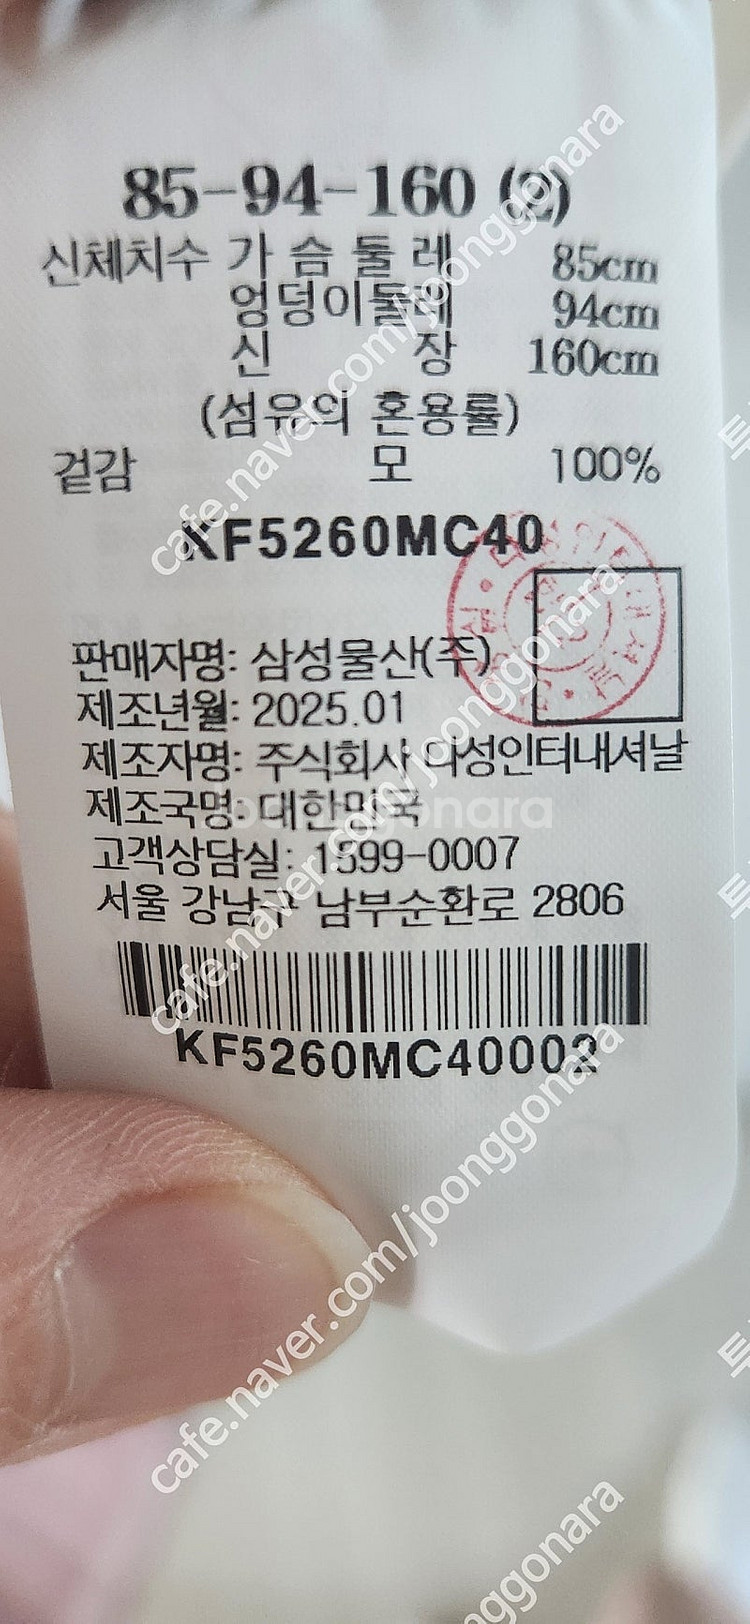 85-94-160 (2)
신체치수 가슴둘레 85cm
엉덩이둘레 94cm
신장 160cm
(섬유의 혼용률)
겉감 모 100%
KF5260MC40
판매자명: 삼성물산(주)
제조년월: 2025.01
제조자명: 주식회사 다성인터내셔날
제조국명: 대한민국
고객상담실: 1599-0007
서울 강남구 남부순환로 2806
KF5260MC40002
cafe.naver.com/joonggonara
cafe.naver.com/joonggonara
cafe.naver.com/joonggonara
joonggonara